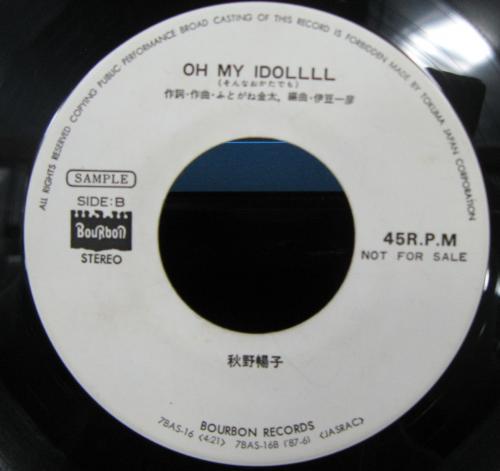 ALL RIGHTS RESERVED COPYING PUBLIC PERFORMANCE BROAD CASTING OF THIS RECORD IS FORBIDDEN MADE BY TOKUMA JAPAN CORPORATION
OH MY IDOLLLL
(そんなおかたでも)
作詞・作曲・ふとがね金太, 編曲・伊豆一彦
SAMPLE
SIDE:B
BouRboN
STEREO
45R.P.M
NOT FOR SALE
秋野暢子
BOURBON RECORDS
7BAS-16 <4:21> 7BAS-16B ('87-6) <JASRAC>